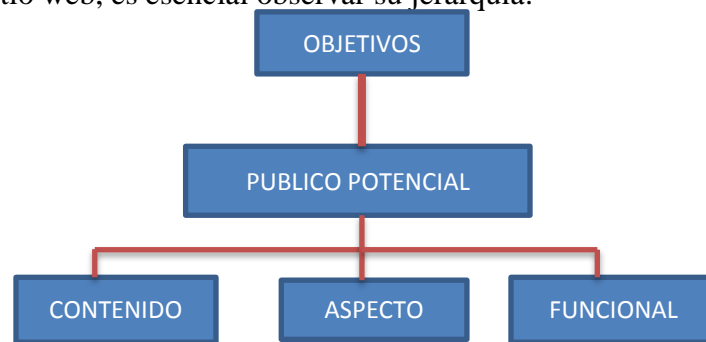 tio web, es esencial observar su jerarquía.
OBJETIVOS
PUBLICO POTENCIAL
CONTENIDO ASPECTO FUNCIONAL